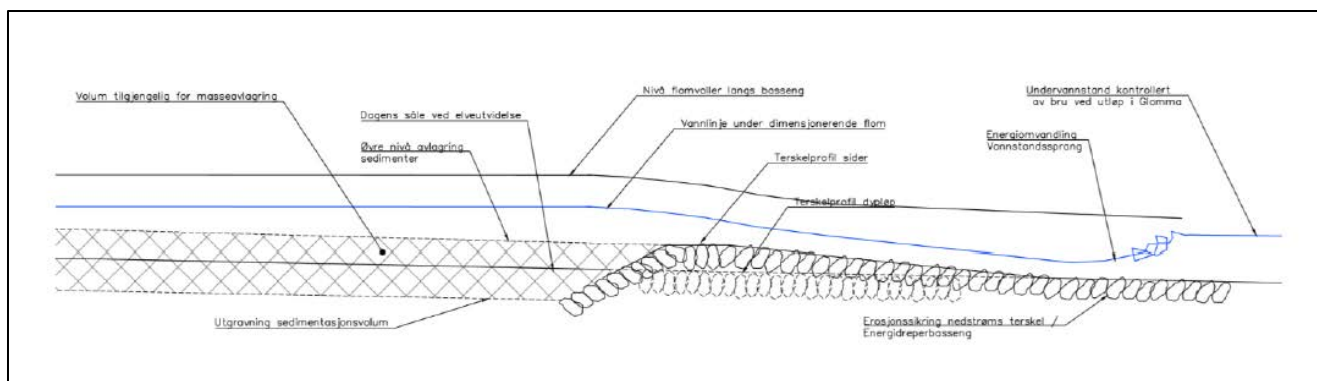 Volum tilgjengelig for masseavlagring
Nivå flomvoller langs basseng
Undervannstand kontrollert
av bru ved utløp i Glomma
Dagens såle ved elveutvidelse
Vannlinje under dimensjonerende flom
Energiomvandling
Vannstandssprang
Øvre nivå avlagring
sedimenter
Terskelprofil sider
Terskelprofil dypløp
Utgravning sedimentasjonsvolum
Erosjonssikring nedstrøms terskel /
Energidreperbasseng